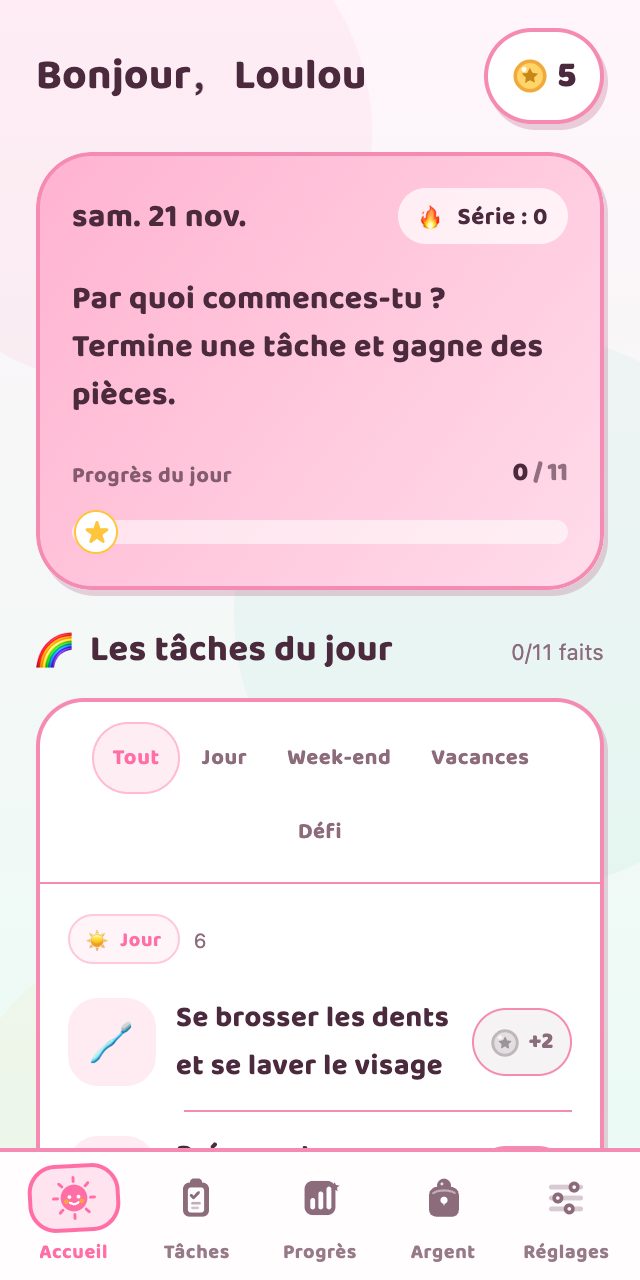 Bonjour, Loulou
5
sam. 21 nov.
Série : 0
Par quoi commences-tu ?
Termine une tâche et gagne des
pièces.
Progrès du jour
0 / 11
Les tâches du jour
0/11 faits
Tout
Jour
Week-end
Vacances
Défi
Jour
6
Se brosser les dents
et se laver le visage
+2
Accueil
Tâches
Progrès
Argent
Réglages